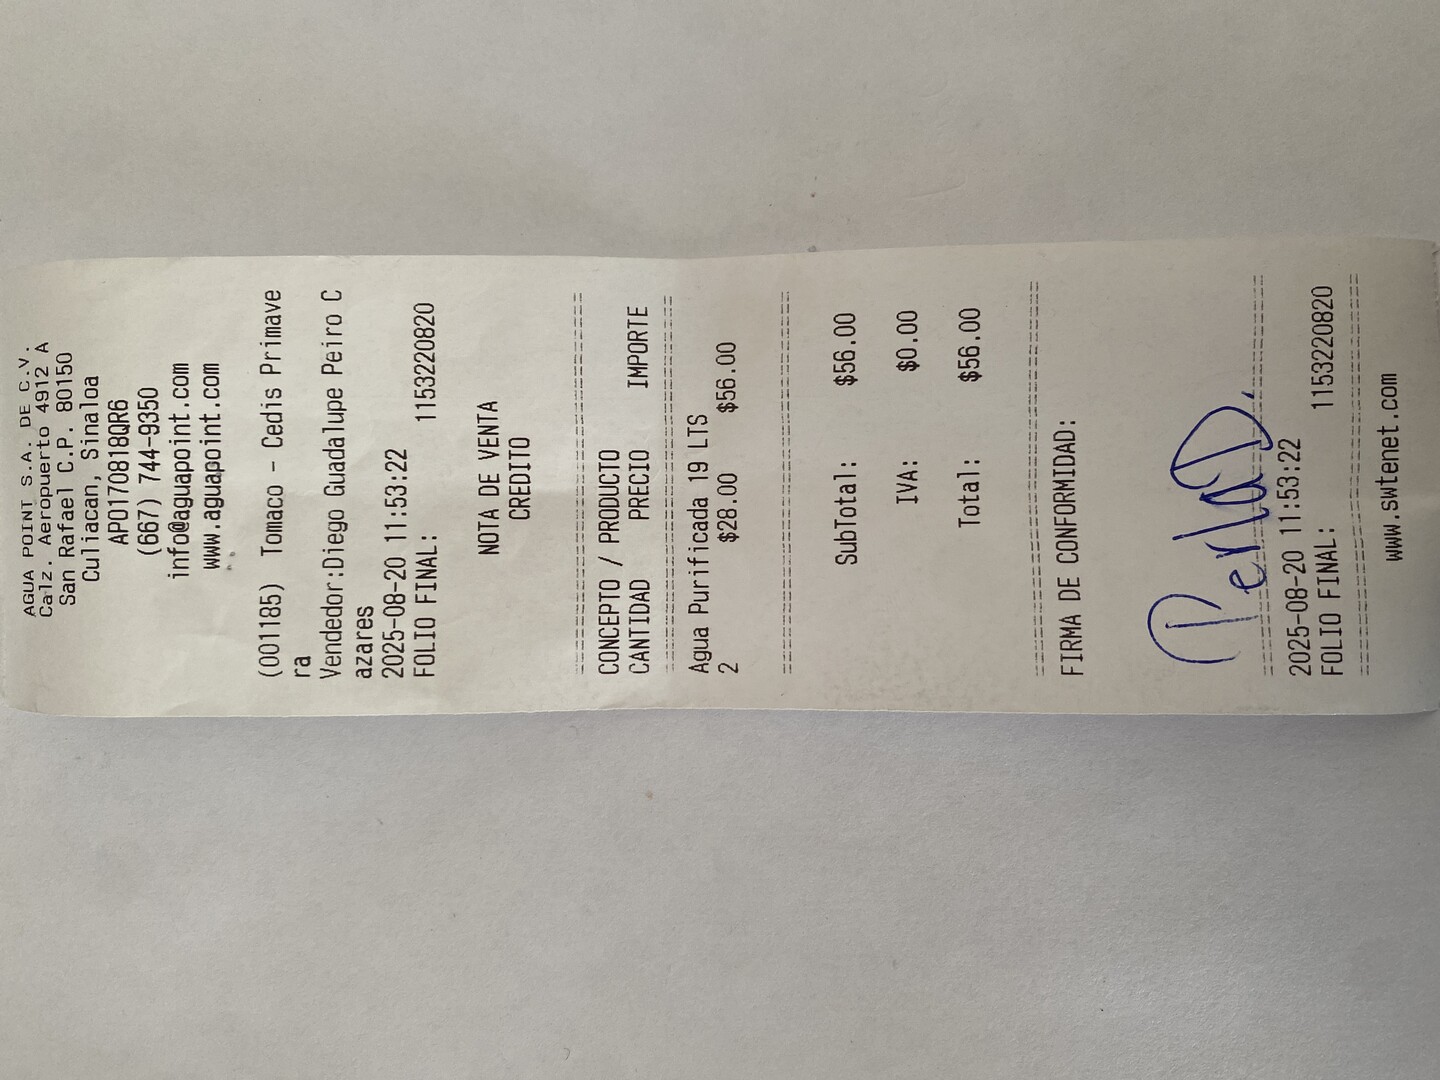 AGUA POINT S.A. DE C.V.
Calz. Aeropuerto 4912 A
San Rafael C.P. 80150
Culiacan, Sinaloa
APO170818QR6
(667) 744-9350
info@aguapoint.com
www.aguapoint.com
(001185) Tomaco - Cedis Primave
ra
Vendedor:Diego Guadalupe Peiro C
azares
2025-08-20 11:53:22
FOLIO FINAL: 1153220820
NOTA DE VENTA
CREDITO
CONCEPTO / PRODUCTO
CANTIDAD PRECIO IMPORTE
Agua Purificada 19 LTS
2 $28.00 $56.00
SubTotal: $56.00
IVA: $0.00
Total: $56.00
FIRMA DE CONFORMIDAD:
Perla D.
2025-08-20 11:53:22
FOLIO FINAL: 1153220820
www.swtenet.com